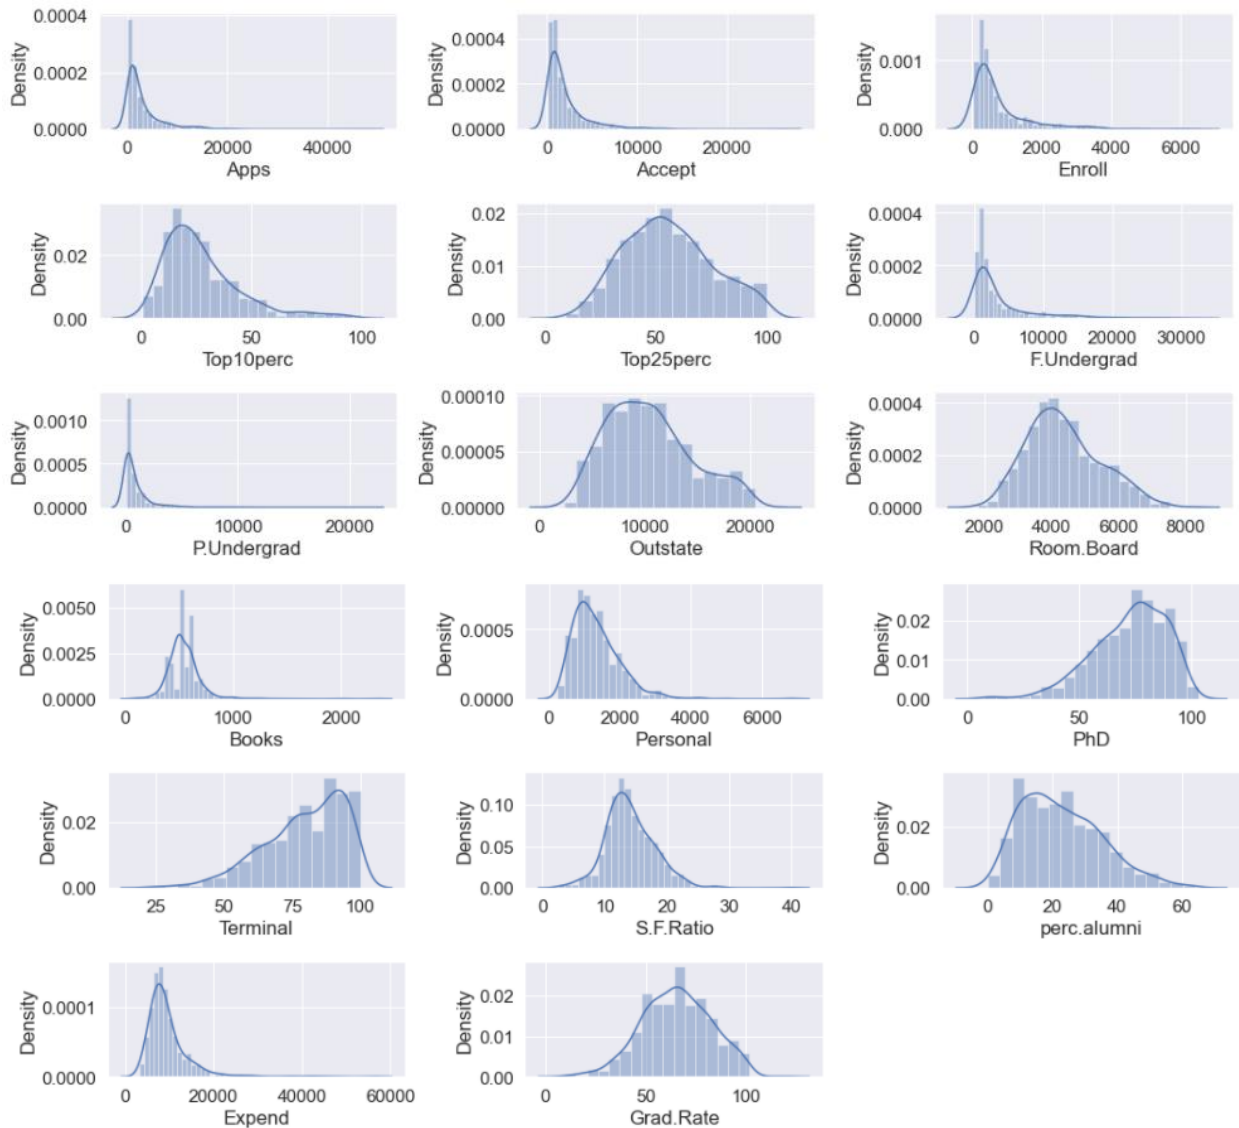 0.0004
0.0002
0.0000
Density
0 20000 40000
Apps
0.0004
0.0002
0.0000
Density
0 10000 20000
Accept
0.001
0.000
Density
0 2000 4000 6000
Enroll
0.02
0.00
Density
0 50 100
Top10perc
0.02
0.01
0.00
Density
0 50 100
Top25perc
0.0004
0.0002
0.0000
Density
0 10000 20000 30000
F.Undergrad
0.0010
0.0005
0.0000
Density
0 10000 20000
P.Undergrad
0.00010
0.00005
0.00000
Density
0 10000 20000
Outstate
0.0004
0.0002
0.0000
Density
2000 4000 6000 8000
Room.Board
0.0050
0.0025
0.0000
Density
0 1000 2000
Books
0.0005
0.0000
Density
0 2000 4000 6000
Personal
0.02
0.01
0.00
Density
0 50 100
PhD
0.02
0.00
Density
25 50 75 100
Terminal
0.10
0.05
0.00
Density
0 10 20 30 40
S.F.Ratio
0.02
0.00
Density
0 20 40 60
perc.alumni
0.0001
0.0000
Density
0 20000 40000 60000
Expend
0.02
0.01
0.00
Density
0 50 100
Grad.Rate